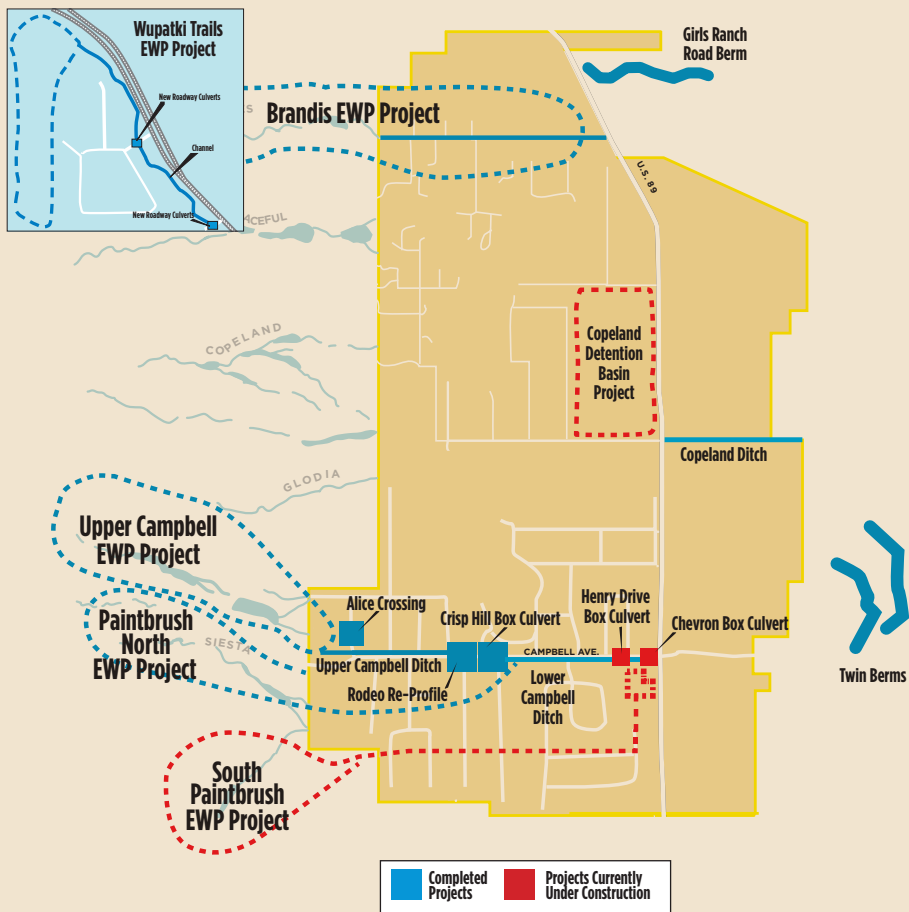 Wupatki Trails
EWP Project
New Roadway Culverts
Channel
New Roadway Culverts
Girls Ranch
Road Berm
Brandis EWP Project
U.S. 89
COPELAND
Copeland
Detention
Basin
Project
Copeland Ditch
GLODIA
Upper Campbell
EWP Project
Alice Crossing
Crisp Hill Box Culvert
Henry Drive
Box Culvert
Chevron Box Culvert
Paintbrush
North
EWP Project
SIESTA
CAMPBELL AVE.
Upper Campbell Ditch
Rodeo Re-Profile
Lower
Campbell
Ditch
Twin Berms
South
Paintbrush
EWP Project
Completed
Projects
Projects Currently
Under Construction